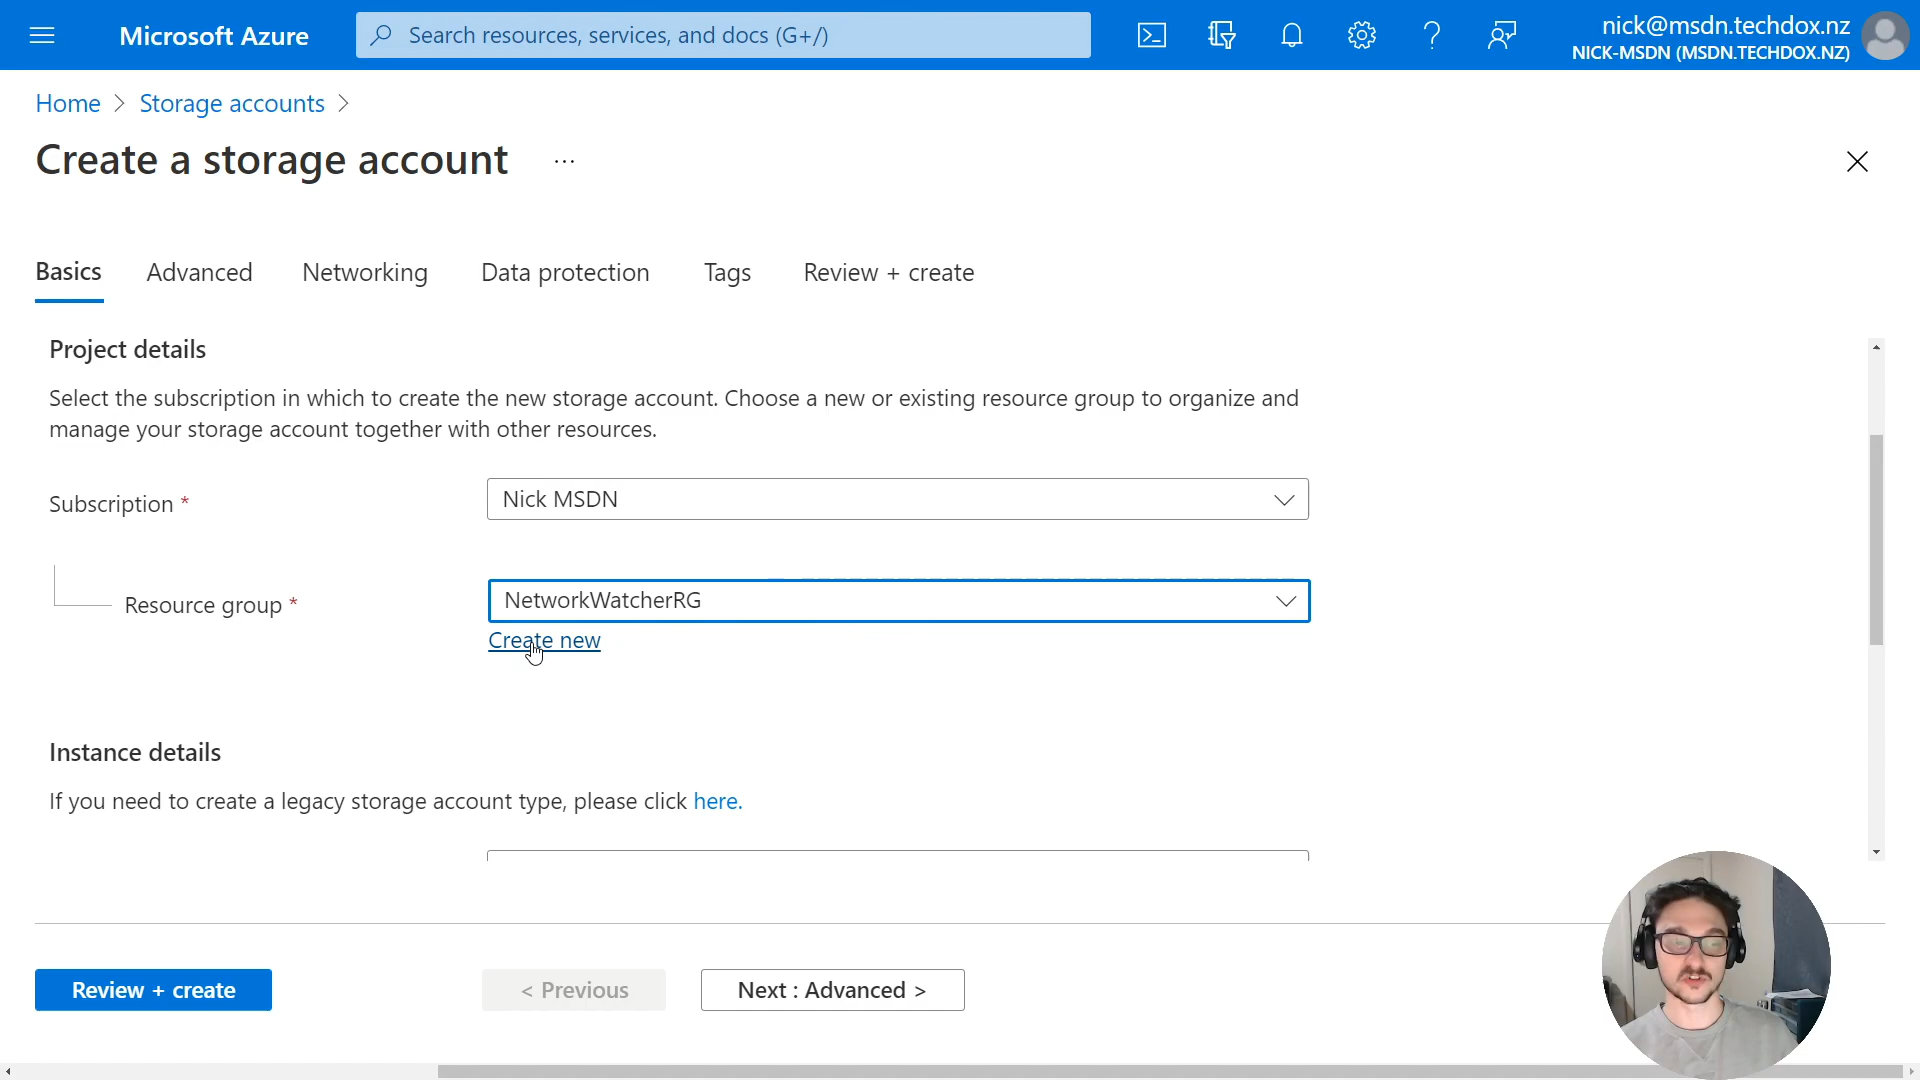 Microsoft Azure
Search resources, services, and docs (G+/)
nick@msdn.techdox.nz
NICK-MSDN (MSDN.TECHDOX.NZ)
Home > Storage accounts >
Create a storage account ...
Basics Advanced Networking Data protection Tags Review + create
Project details
Select the subscription in which to create the new storage account. Choose a new or existing resource group to organize and
manage your storage account together with other resources.
Subscription *
Nick MSDN
Resource group *
NetworkWatcherRG
Create new
Instance details
If you need to create a legacy storage account type, please click here.
Review + create
< Previous
Next : Advanced >